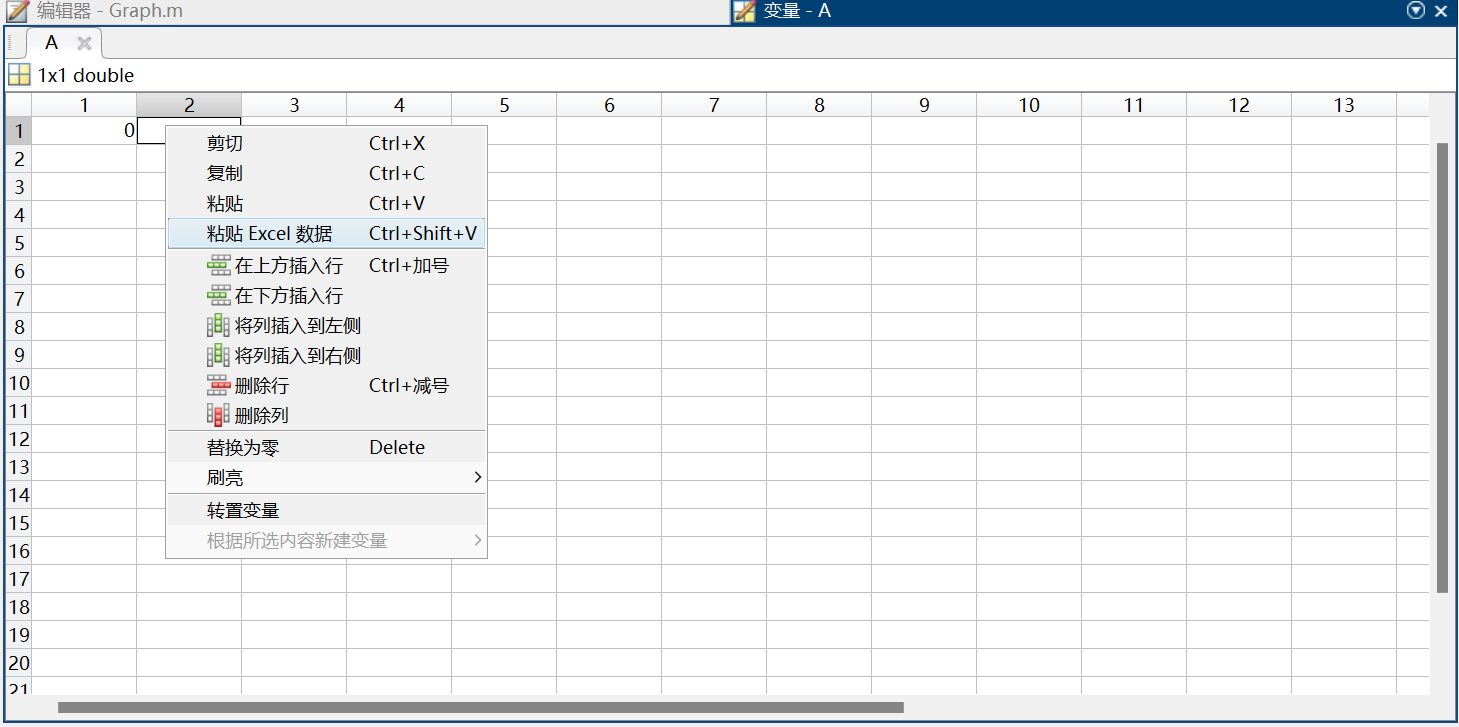 编辑器 - Graph.m
变量 - A
A
1x1 double
1 2 3 4 5 6 7 8 9 10 11 12 13
1 0
2
3
4
5
6
7
8
9
10
11
12
13
14
15
16
17
18
19
20
21
剪切 Ctrl+X
复制 Ctrl+C
粘贴 Ctrl+V
粘贴 Excel 数据 Ctrl+Shift+V
在上方插入行 Ctrl+加号
在下方插入行
将列插入到左侧
将列插入到右侧
删除行 Ctrl+减号
删除列
替换为零 Delete
刷亮
转置变量
根据所选内容新建变量